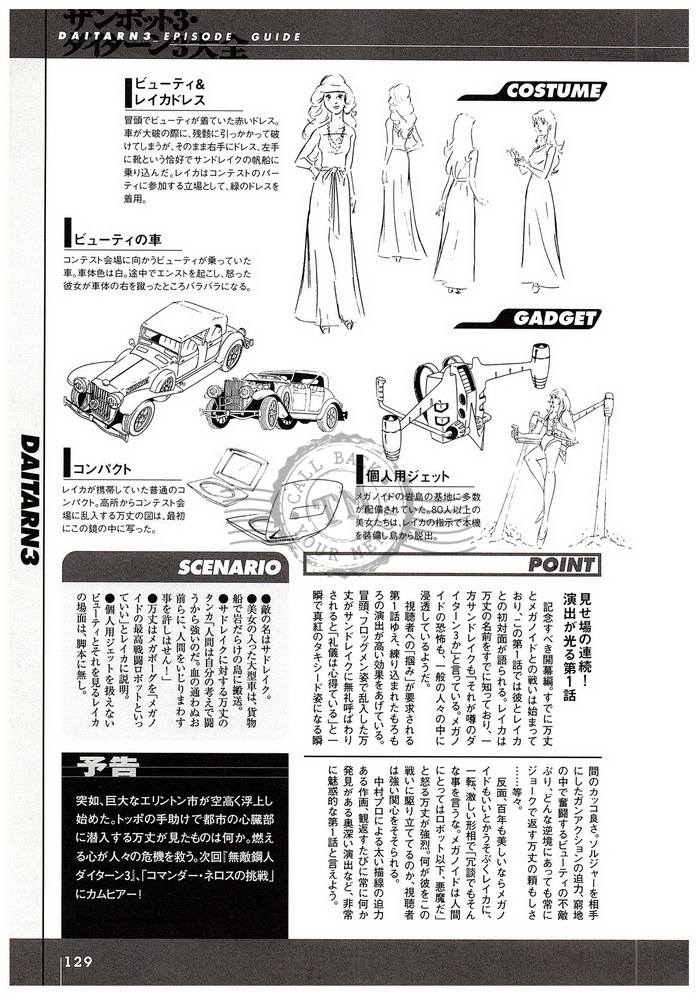 ザンボット3・
ダイターン3大全
DAITARN3 EPISODE GUIDE
ビューティ&
レイカドレス
冒頭でビューティが着ていた赤いドレス。
車が大破の際に、残骸に引っかかって破
けてしまうが、そのまま右手にドレス、左手
に靴という恰好でサンドレイクの帆船に
乗り込んだ。レイカはコンテストのパー
ティに参加する立場として、緑のドレスを
着用。
COSTUME
ビューティの車
コンテスト会場に向かうビューティが乗っていた
車。車体色は白。途中でエンストを起こし、怒った
彼女が車体の右を蹴ったところバラバラになる。
GADGET
コンパクト
レイカが携帯していた普通のコ
ンパクト。高所からコンテスト会
場に乱入する万丈の図は、最初
にこの鏡の中に写った。
個人用ジェット
メガノイドの岩島の基地に多数
が配備されていた。80人以上の
美女たちは、レイカの指示で本機
を装備し島から脱出。
CALL BACK
TM
YOUR MEMORY
DAITARN3
SCENARIO
●敵の名はサドレイク。
●美女の入った大型車は、貨物
船で岩だらけの島に搬送。
●サドレイクに対する万丈の
タンカ「人間は自分の考えで闘
うから強いのだ。血の通わぬお
前らに、人間をいじりまわす
事を許しはせん!」
●万丈はメガボーグを「メガノ
イドの最高戦闘ロボットといっ
ていい」とレイカに説明。
●個人用ジェットを扱えない
ビューティとそれを見るレイカ
の場面は、脚本に無し。
POINT
見せ場の連続!
演出が光る第1話
記念すべき開幕編。すでに万丈
とメガノイドとの戦いは始まって
おり、この第1話では彼とレイカ
との初対面が語られる。レイカは
万丈の名前をすでに知っており、一
方サンドレイクも「それが噂のダ
イターン3か」と言っている。メガノ
イドの恐怖も、一般の人々の中に
浸透しているようだ。
視聴者への「掴み」が要求される
第1話ゆえ、練り込まれたもろも
ろの演出が高い効果をあげている。
冒頭、フロッグメン姿で乱入した万
丈がサンドレイクに無礼呼ばわり
されると「礼儀は心得ている」と一
瞬で真紅のタキシード姿になる瞬
間のカッコ良さ。ソルジャーを相手
にしたガンアクションの迫力、窮地
の中で奮闘するビューティの不敵
ぶり、どんな逆境にあっても常に
ジョークで返す万丈の頼もしさ
……等々。
反面、百年も美しいならメガノ
イドもいいとかうそぶくレイカに、
一転、激しい形相で「冗談でもそん
な事を言うな。メガノイドは人間
にとってはロボット以下、悪魔だ」
と怒る万丈が強烈。何が彼をこの
戦いに駆り立ててるのか、視聴者
は強い関心をそそられる。
中村プロによる太い描線の迫力
ある作画、観返すたびに常に何か
発見がある奥深い演出など、非常
に魅惑的な第1話と言えよう。
予告
突如、巨大なエリントン市が空高く浮上し
始めた。トッポの手助けで都市の心臓部
に潜入する万丈が見たものは何か。燃え
る心が人々の危機を救う。次回『無敵鋼人
ダイターン3』、「コマンダー・ネロスの挑戦」
にカムヒアー!
129